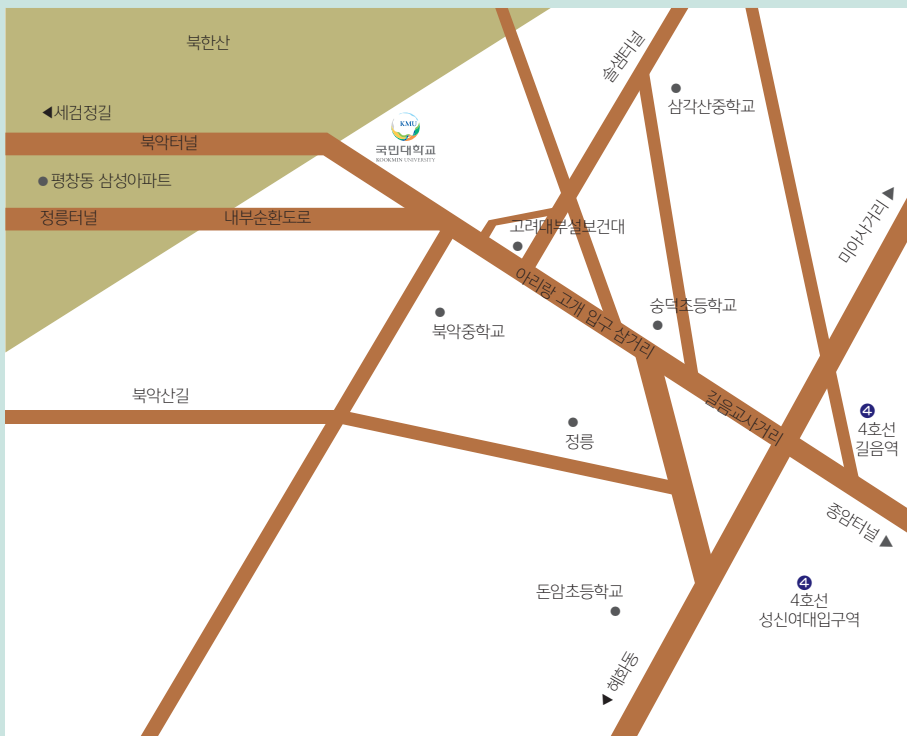 북한산
솔샘터널
◀세검정길
삼각산중학교
KMU
국민대학교
KOOKMIN UNIVERSITY
북악터널
평창동 삼성아파트
정릉터널
내부순환도로
고려대부설보건대
미아사거리 ▶
아리랑 고개 입구 삼거리
숭덕초등학교
북악중학교
북악산길
길음교사거리
정릉
4
4호선
길음역
종암터널 ▶
돈암초등학교
4
4호선
성신여대입구역
◀ 혜화동